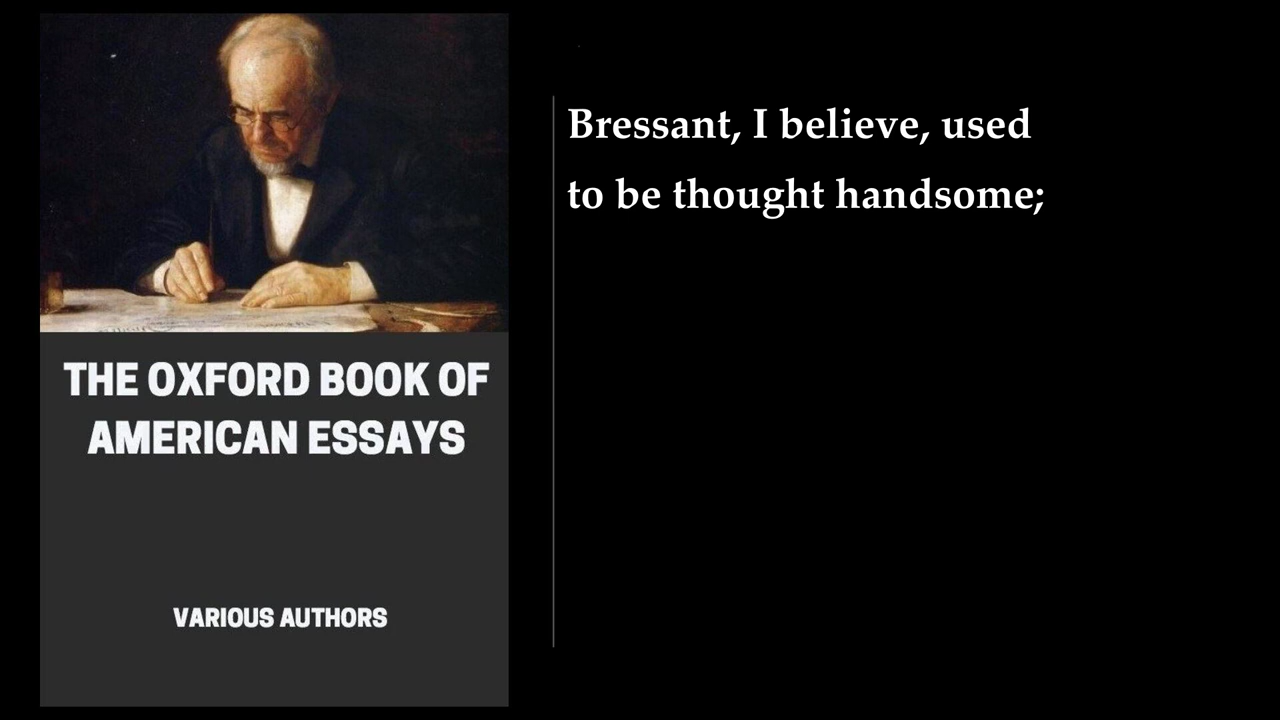 THE OXFORD BOOK OF
AMERICAN ESSAYS
VARIOUS AUTHORS
Bressant, I believe, used
to be thought handsome;